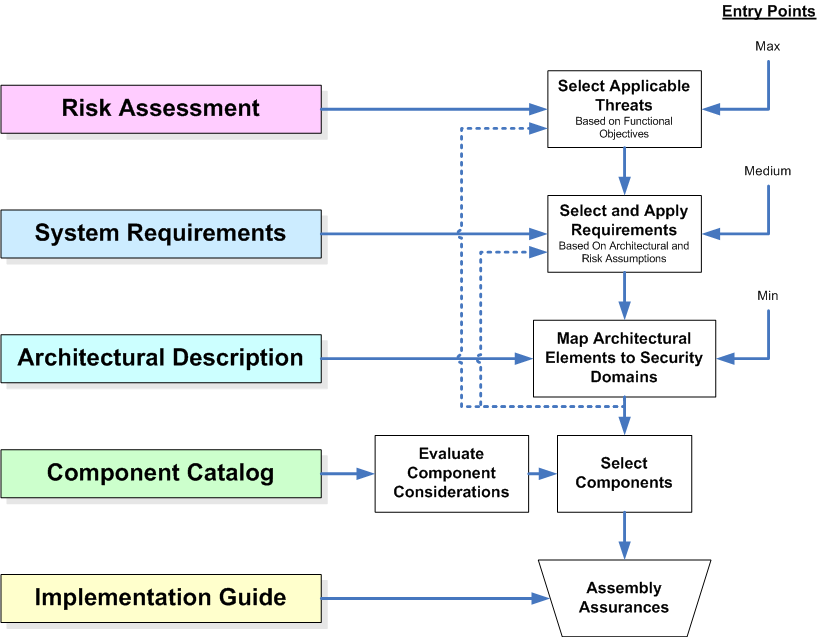 Entry Points
Max
Risk Assessment
Select Applicable
Threats
Based on Functional
Objectives
Medium
System Requirements
Select and Apply
Requirements
Based On Architectural and
Risk Assumptions
Min
Architectural Description
Map Architectural
Elements to Security
Domains
Component Catalog
Evaluate
Component
Considerations
Select
Components
Implementation Guide
Assembly
Assurances